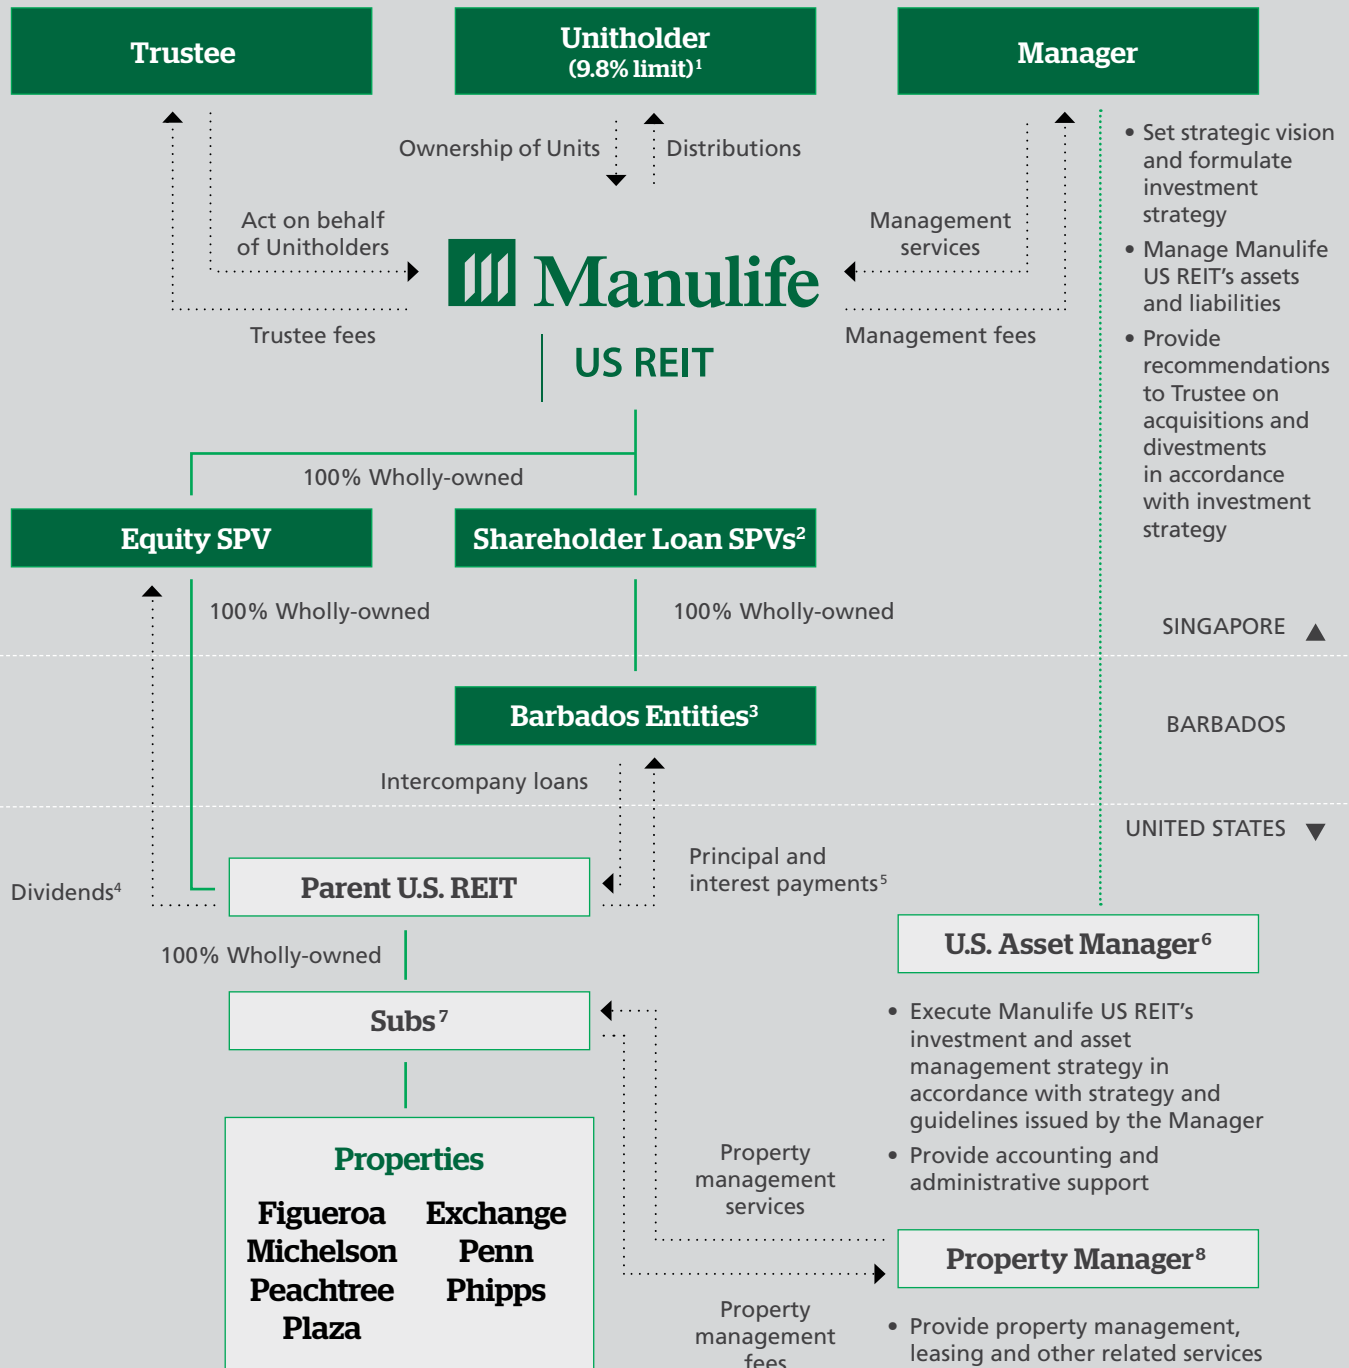 Trustee
Unitholder
(9.8% limit)¹
Manager
Ownership of Units
Distributions
• Set strategic vision
and formulate
investment
strategy
• Manage Manulife
US REIT’s assets
and liabilities
• Provide
recommendations
to Trustee on
acquisitions and
divestments
in accordance
with investment
strategy
Act on behalf
of Unitholders
Trustee fees
Manulife
US REIT
Management
services
Management fees
100% Wholly-owned
Equity SPV
Shareholder Loan SPVs²
100% Wholly-owned
100% Wholly-owned
SINGAPORE ▲
Barbados Entities³
BARBADOS
Intercompany loans
UNITED STATES ▼
Principal and
interest payments⁵
Dividends⁴
Parent U.S. REIT
U.S. Asset Manager⁶
100% Wholly-owned
Subs⁷
• Execute Manulife US REIT’s
investment and asset
management strategy in
accordance with strategy and
guidelines issued by the Manager
• Provide accounting and
administrative support
Properties
Figueroa
Michelson
Peachtree
Plaza
Exchange
Penn
Phipps
Property
management
services
Property Manager⁸
Property
management
fees
• Provide property management,
leasing and other related services